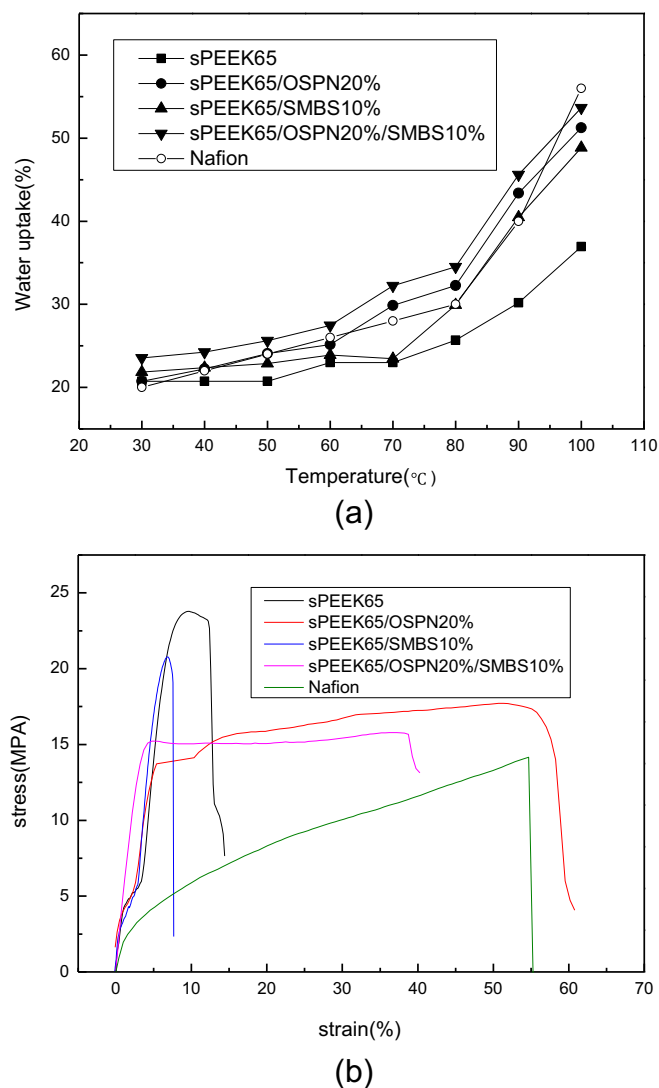 sPEEK65
sPEEK65/OSPN20%
sPEEK65/SMBS10%
sPEEK65/OSPN20%/SMBS10%
Nafion
60
50
40
30
20
Water uptake(%)
20 30 40 50 60 70 80 90 100 110
Temperature(°C)
(a)
sPEEK65
sPEEK65/OSPN20%
sPEEK65/SMBS10%
sPEEK65/OSPN20%/SMBS10%
Nafion
25
20
15
10
5
0
stress(MPA)
0 10 20 30 40 50 60 70
strain(%)
(b)